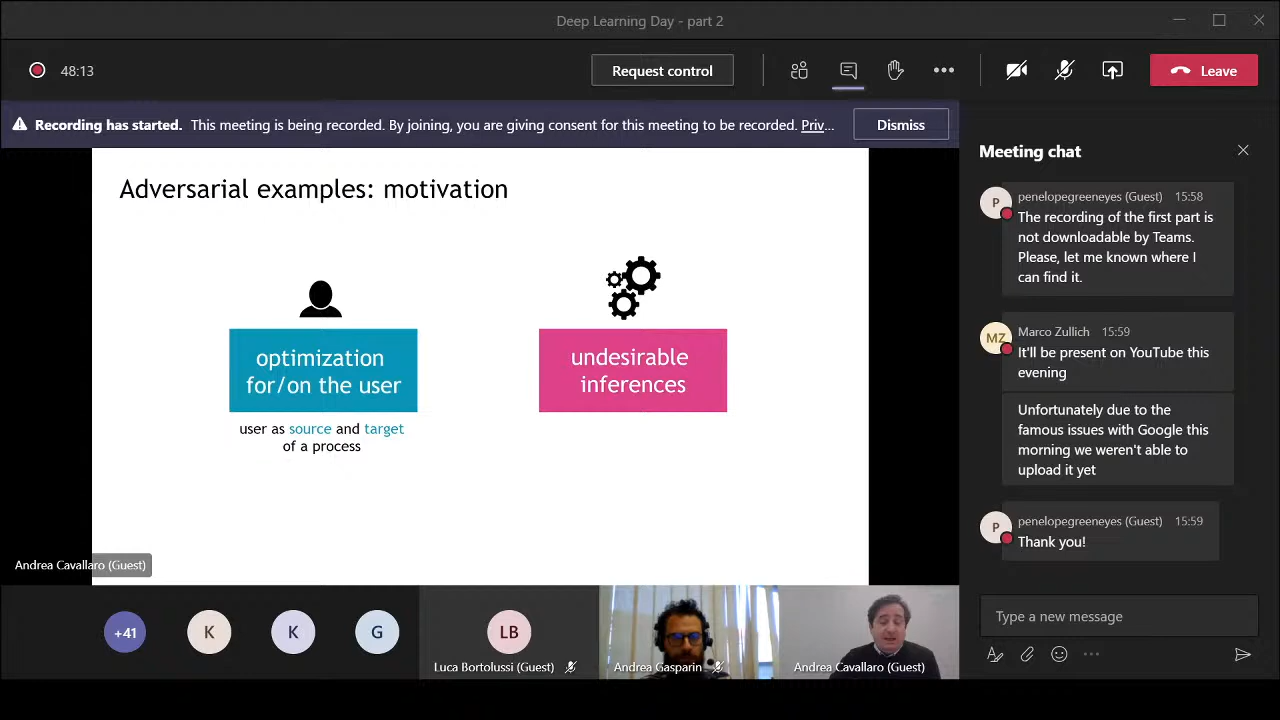 Deep Learning Day - part 2
48:13
Request control
Leave
Recording has started. This meeting is being recorded. By joining, you are giving consent for this meeting to be recorded. Priv...
Dismiss
Adversarial examples: motivation
optimization
for/on the user
user as source and target
of a process
undesirable
inferences
Andrea Cavallaro (Guest)
+41
K
K
G
LB
Luca Bortolussi (Guest)
Andrea Gasparin
Andrea Cavallaro (Guest)
Meeting chat
P
penelopegreeneyes (Guest) 15:58
The recording of the first part is
not downloadable by Teams.
Please, let me known where I
can find it.
MZ
Marco Zullich 15:59
It'll be present on YouTube this
evening
Unfortunately due to the
famous issues with Google this
morning we weren't able to
upload it yet
P
penelopegreeneyes (Guest) 15:59
Thank you!
Type a new message